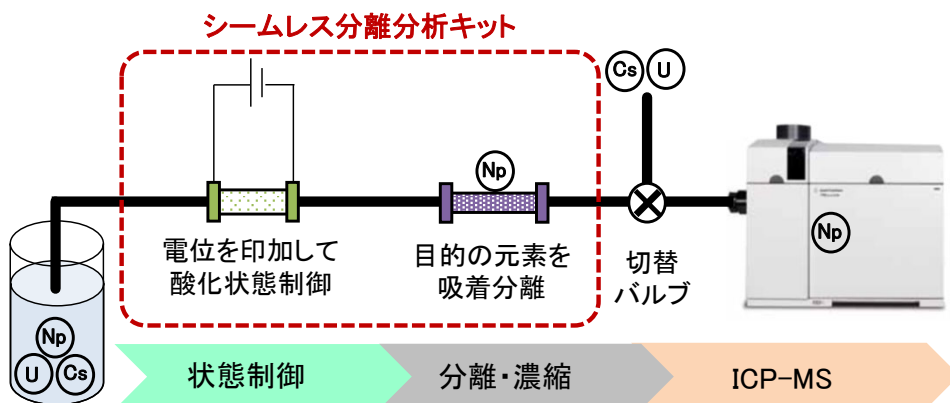 シームレス分離分析キット
Cs U
Np
電位を印加して
酸化状態制御
目的の元素を
吸着分離
切替
バルブ
Np
Np
U Cs
状態制御
分離・濃縮
ICP-MS